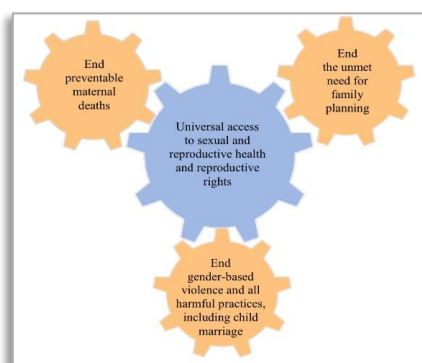 End
preventable
maternal
deaths
End
the unmet
need for
family
planning
Universal access
to sexual and
reproductive health
and reproductive
rights
End
gender-based
violence and all
harmful practices,
including child
marriage